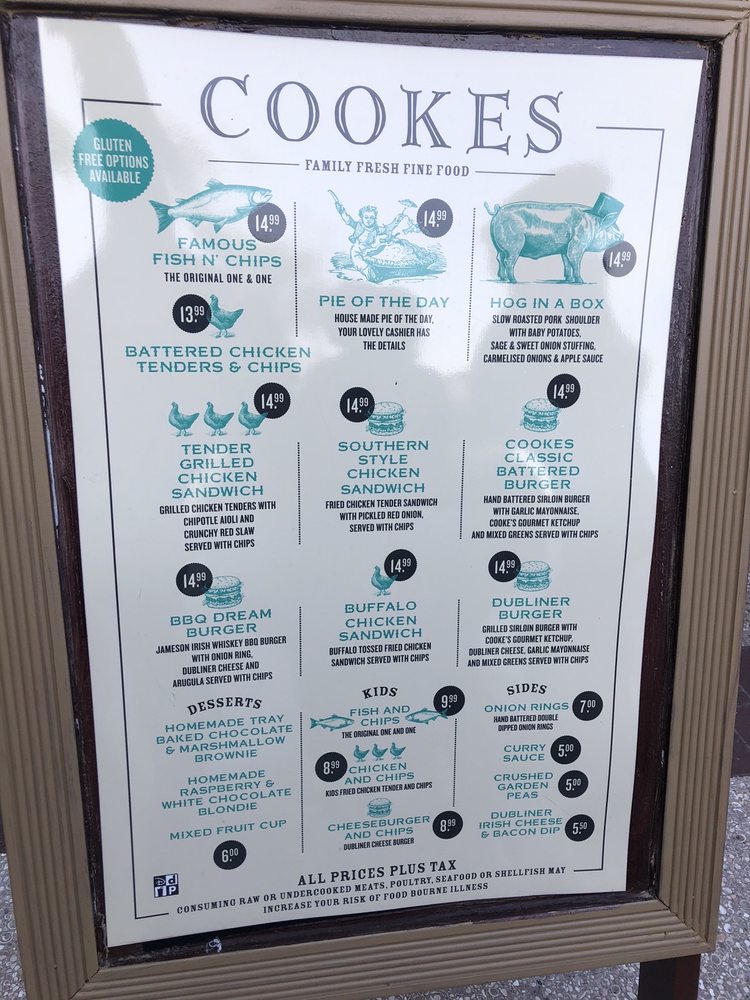 COOKES
FAMILY FRESH FINE FOOD
GLUTEN
FREE OPTIONS
AVAILABLE
14.99
FAMOUS
FISH N' CHIPS
THE ORIGINAL ONE & ONE
13.99
BATTERED CHICKEN
TENDERS & CHIPS
14.99
PIE OF THE DAY
HOUSE MADE PIE OF THE DAY,
YOUR LOVELY CASHIER HAS
THE DETAILS
14.99
HOG IN A BOX
SLOW ROASTED PORK SHOULDER
WITH BABY POTATOES,
SAGE & SWEET ONION STUFFING,
CARMELISED ONIONS & APPLE SAUCE
14.99
TENDER
GRILLED
CHICKEN
SANDWICH
GRILLED CHICKEN TENDERS WITH
CHIPOTLE AIOLI AND
CRUNCHY RED SLAW
SERVED WITH CHIPS
14.99
SOUTHERN
STYLE
CHICKEN
SANDWICH
FRIED CHICKEN TENDER SANDWICH
WITH PICKLED RED ONION,
SERVED WITH CHIPS
14.99
COOKES
CLASSIC
BATTERED
BURGER
HAND BATTERED SIRLOIN BURGER
WITH GARLIC MAYONNAISE,
COOKE'S GOURMET KETCHUP
AND MIXED GREENS SERVED WITH CHIPS
14.99
BBQ DREAM
BURGER
JAMESON IRISH WHISKEY BBQ BURGER
WITH ONION RING,
DUBLINER CHEESE AND
ARUGULA SERVED WITH CHIPS
14.99
BUFFALO
CHICKEN
SANDWICH
BUFFALO TOSSED FRIED CHICKEN
SANDWICH SERVED WITH CHIPS
14.99
DUBLINER
BURGER
GRILLED SIRLOIN BURGER WITH
COOKE'S GOURMET KETCHUP,
DUBLINER CHEESE, GARLIC MAYONNAISE
AND MIXED GREENS SERVED WITH CHIPS
DESSERTS
HOMEMADE TRAY
BAKED CHOCOLATE
& MARSHMALLOW
BROWNIE
HOMEMADE
RASPBERRY &
WHITE CHOCOLATE
BLONDIE
MIXED FRUIT CUP
6.00
KIDS
9.99
FISH AND
CHIPS
THE ORIGINAL ONE AND ONE
8.99
CHICKEN
AND CHIPS
KIDS FRIED CHICKEN TENDER AND CHIPS
CHEESEBURGER
AND CHIPS
8.99
DUBLINER CHEESE BURGER
SIDES
ONION RINGS
7.00
HAND BATTERED DOUBLE
DIPPED ONION RINGS
CURRY
SAUCE
5.00
CRUSHED
GARDEN
PEAS
5.00
DUBLINER
IRISH CHEESE
& BACON DIP
5.50
ALL PRICES PLUS TAX
CONSUMING RAW OR UNDERCOOKED MEATS, POULTRY, SEAFOOD OR SHELLFISH MAY
INCREASE YOUR RISK OF FOOD BOURNE ILLNESS